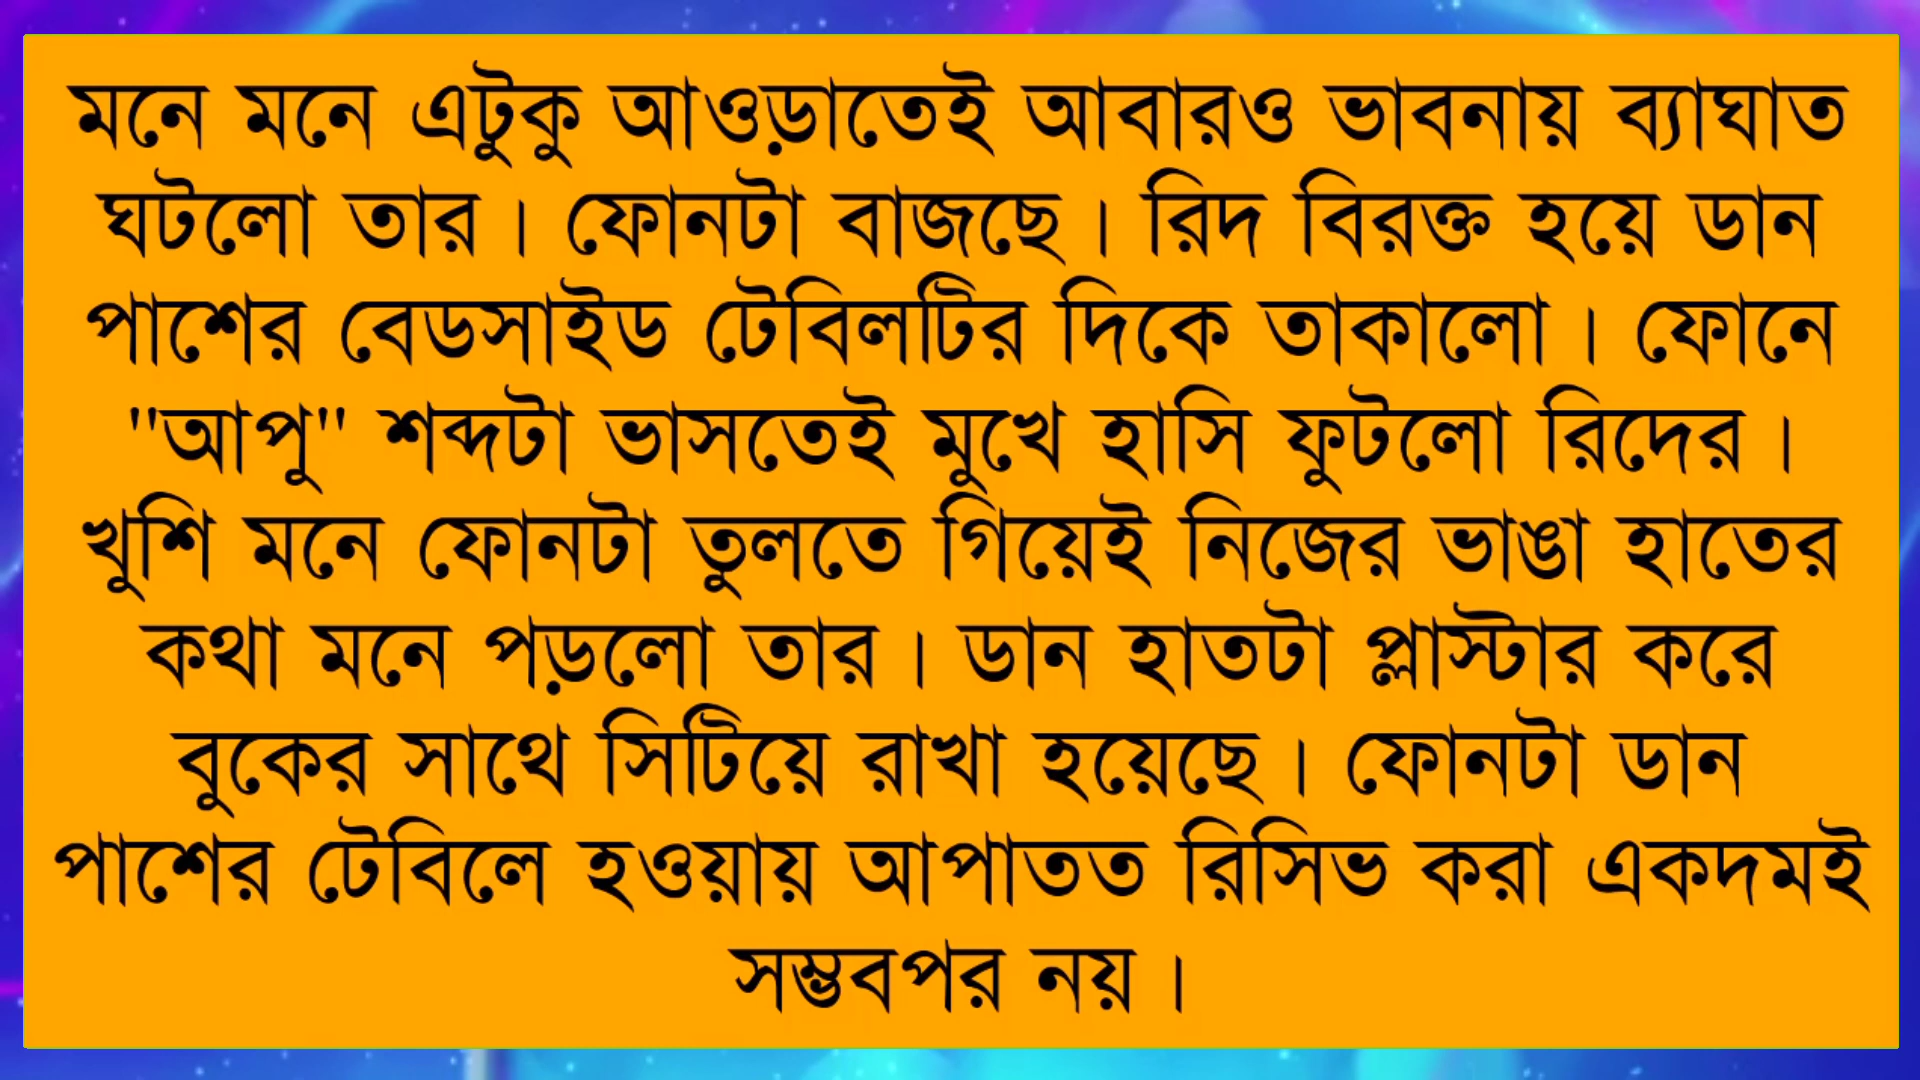 মনে মনে এটুকু আওড়াতেই আবারও ভাবনায় ব্যাঘাত
ঘটলো তার। ফোনটা বাজছে। রিদ বিরক্ত হয়ে ডান
পাশের বেডসাইড টেবিলটির দিকে তাকালো। ফোনে
"আপু" শব্দটা ভাসতেই মুখে হাসি ফুটলো রিদের।
খুশি মনে ফোনটা তুলতে গিয়েই নিজের ভাঙা হাতের
কথা মনে পড়লো তার। ডান হাতটা প্লাস্টার করে
বুকের সাথে সিটিয়ে রাখা হয়েছে। ফোনটা ডান
পাশের টেবিলে হওয়ায় আপাতত রিসিভ করা একদমই
সম্ভবপর নয়।